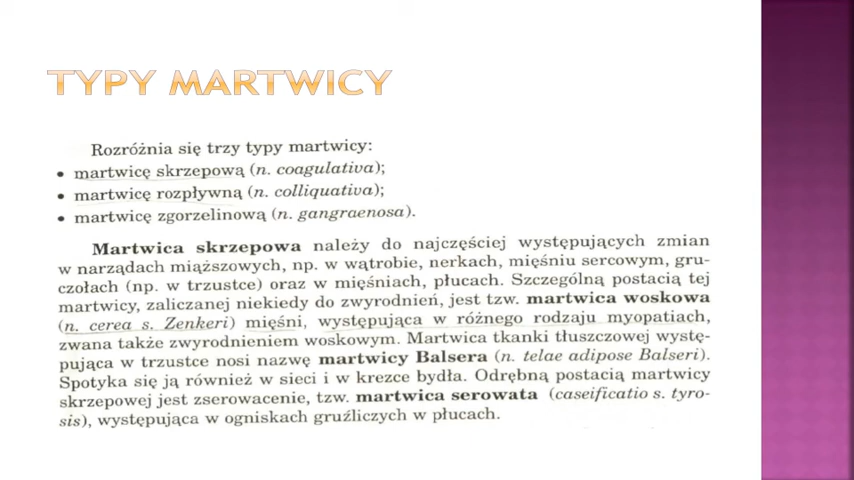 TYPY MARTWICY
Rozróżnia się trzy typy martwicy:
• martwicę skrzepową (n. coagulativa);
• martwicę rozpływną (n. colliquativa);
• martwicę zgorzelinową (n. gangraenosa).
Martwica skrzepowa należy do najczęściej występujących zmian
w narządach miąższowych, np. w wątrobie, nerkach, mięśniu sercowym, gru-
czołach (np. w trzustce) oraz w mięśniach, płucach. Szczególną postacią tej
martwicy, zaliczanej niekiedy do zwyrodnień, jest tzw. martwica woskowa
(n. cerea s. Zenkeri) mięśni, występująca w różnego rodzaju myopatiach,
zwana także zwyrodnieniem woskowym. Martwica tkanki tłuszczowej wystę-
pująca w trzustce nosi nazwę martwicy Balsera (n. telae adipose Balseri).
Spotyka się ją również w sieci i w krezce bydła. Odrębną postacią martwicy
skrzepowej jest zserowacenie, tzw. martwica serowata (caseificatio s. tyro-
sis), występująca w ogniskach gruźliczych w płucach.